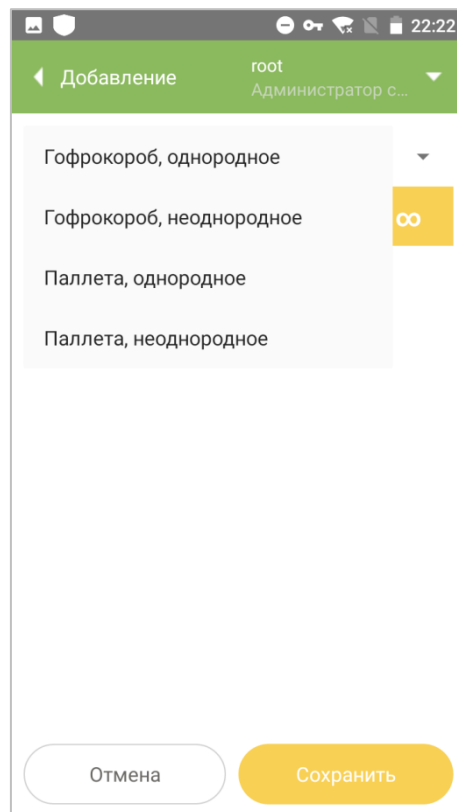 22:22
Добавление
root
Администратор с...
Гофрокороб, однородное
Гофрокороб, неоднородное
Паллета, однородное
Паллета, неоднородное
Отмена
Сохранить